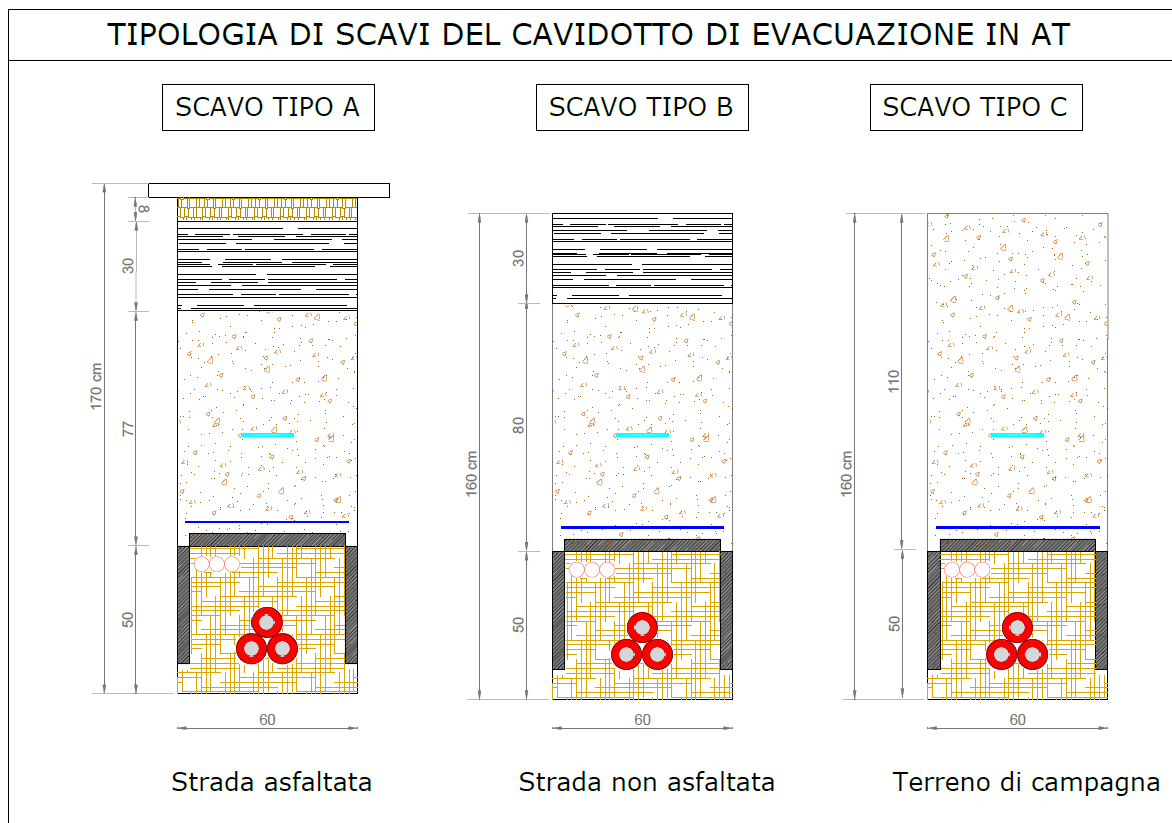 TIPOLOGIA DI SCAVI DEL CAVIDOTTO DI EVACUAZIONE IN AT
SCAVO TIPO A
SCAVO TIPO B
SCAVO TIPO C
170 cm
8
30
77
50
60
160 cm
30
80
50
60
160 cm
110
50
60
Strada asfaltata
Strada non asfaltata
Terreno di campagna